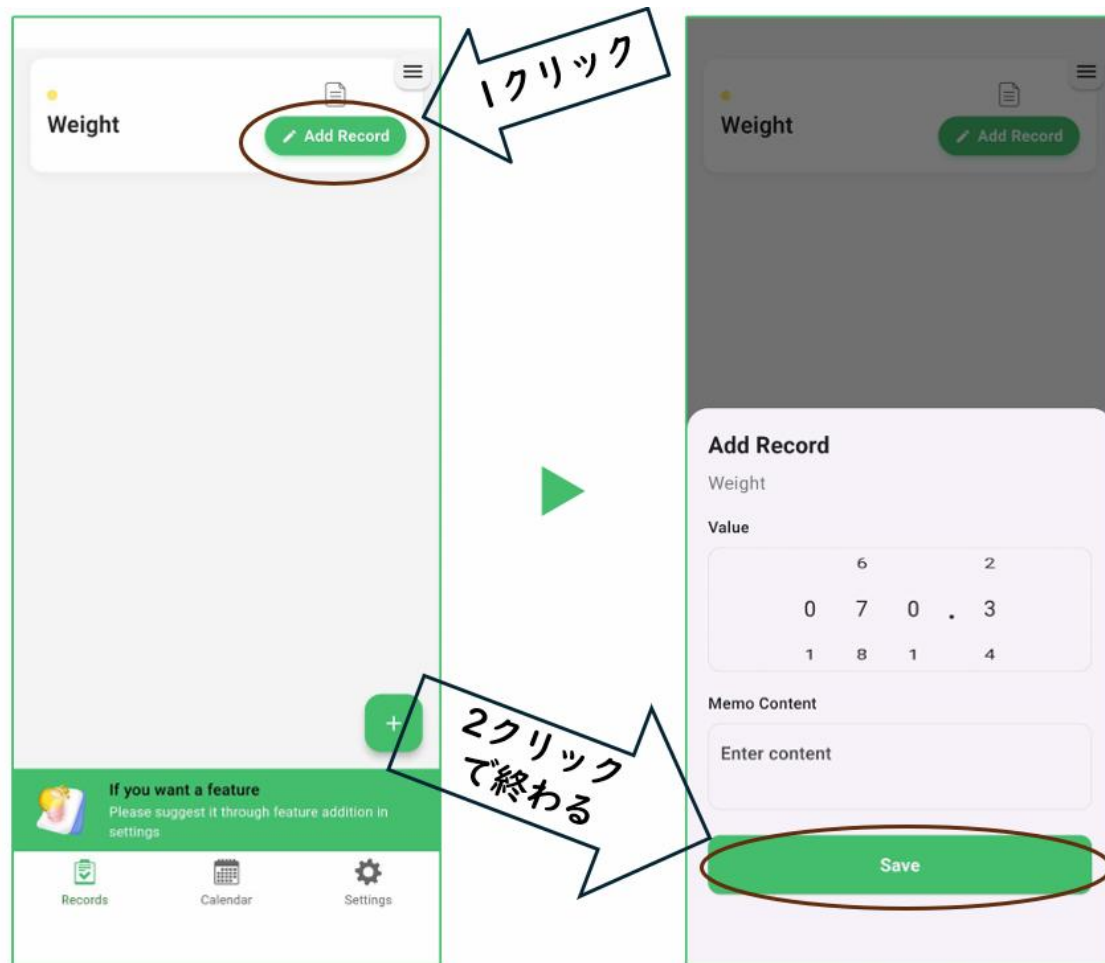 Weight
Add Record
1クリック
If you want a feature
Please suggest it through feature addition in
settings
Records
Calendar
Settings
2クリック
で終わる
Weight
Add Record
Add Record
Weight
Value
6 2
0 7 0 . 3
1 8 1 4
Memo Content
Enter content
Save